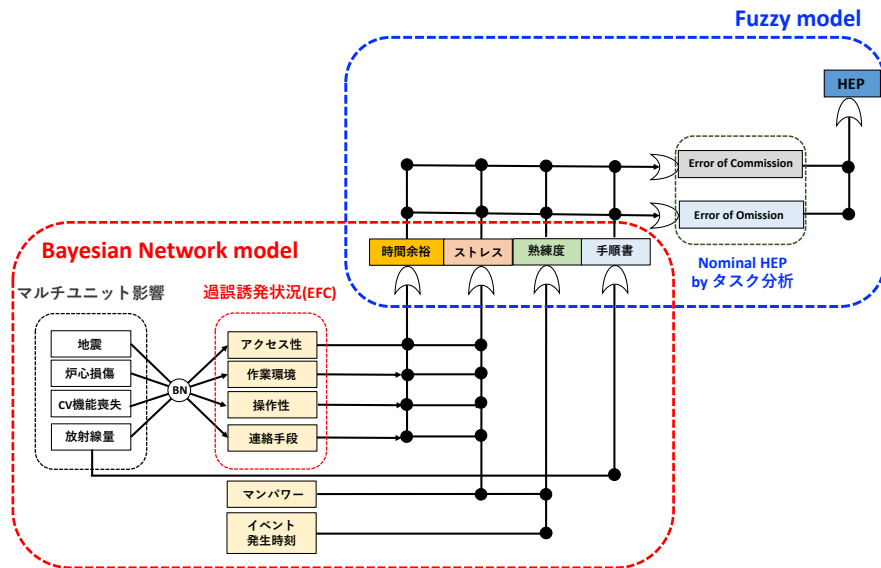 Fuzzy model
HEP
Error of Commission
Error of Omission
Nominal HEP
by タスク分析
Bayesian Network model
時間余裕
ストレス
熟練度
手順書
マルチユニット影響
過誤誘発状況(EFC)
地震
炉心損傷
CV機能喪失
放射線量
BN
アクセス性
作業環境
操作性
連絡手段
マンパワー
イベント
発生時刻